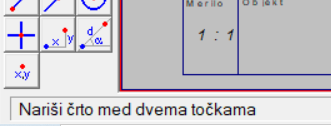 Merilo Objekt
1 : 1
x y
d α
x,y
Nariši črto med dvema točkama